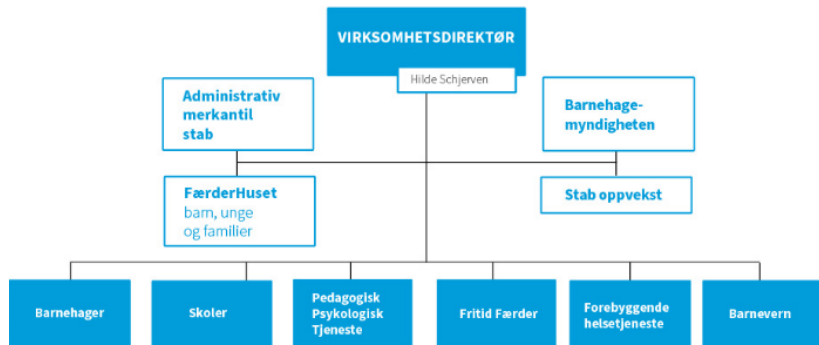 VIRKSOMHETSDIREKTØR
Hilde Schjerven
Administrativ
merkantil
stab
Barnehage-
myndigheten
FærderHuset
barn, unge
og familier
Stab oppvekst
Barnehager
Skoler
Pedagogisk
Psykologisk
Tjeneste
Fritid Færder
Forebyggende
helsetjeneste
Barnevern